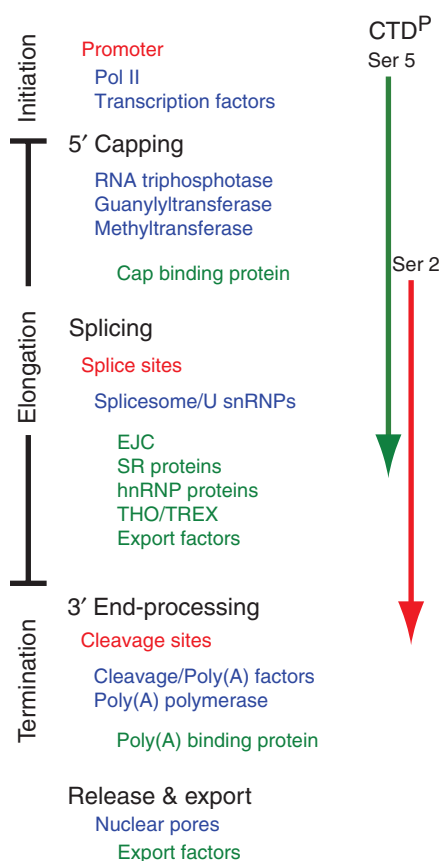 CTDP
Ser 5
Initiation
Promoter
Pol II
Transcription factors
5′ Capping
RNA triphosphotase
Guanylyltransferase
Methyltransferase
Cap binding protein
Ser 2
Elongation
Splicing
Splice sites
Splicesome/U snRNPs
EJC
SR proteins
hnRNP proteins
THO/TREX
Export factors
Termination
3′ End-processing
Cleavage sites
Cleavage/Poly(A) factors
Poly(A) polymerase
Poly(A) binding protein
Release & export
Nuclear pores
Export factors